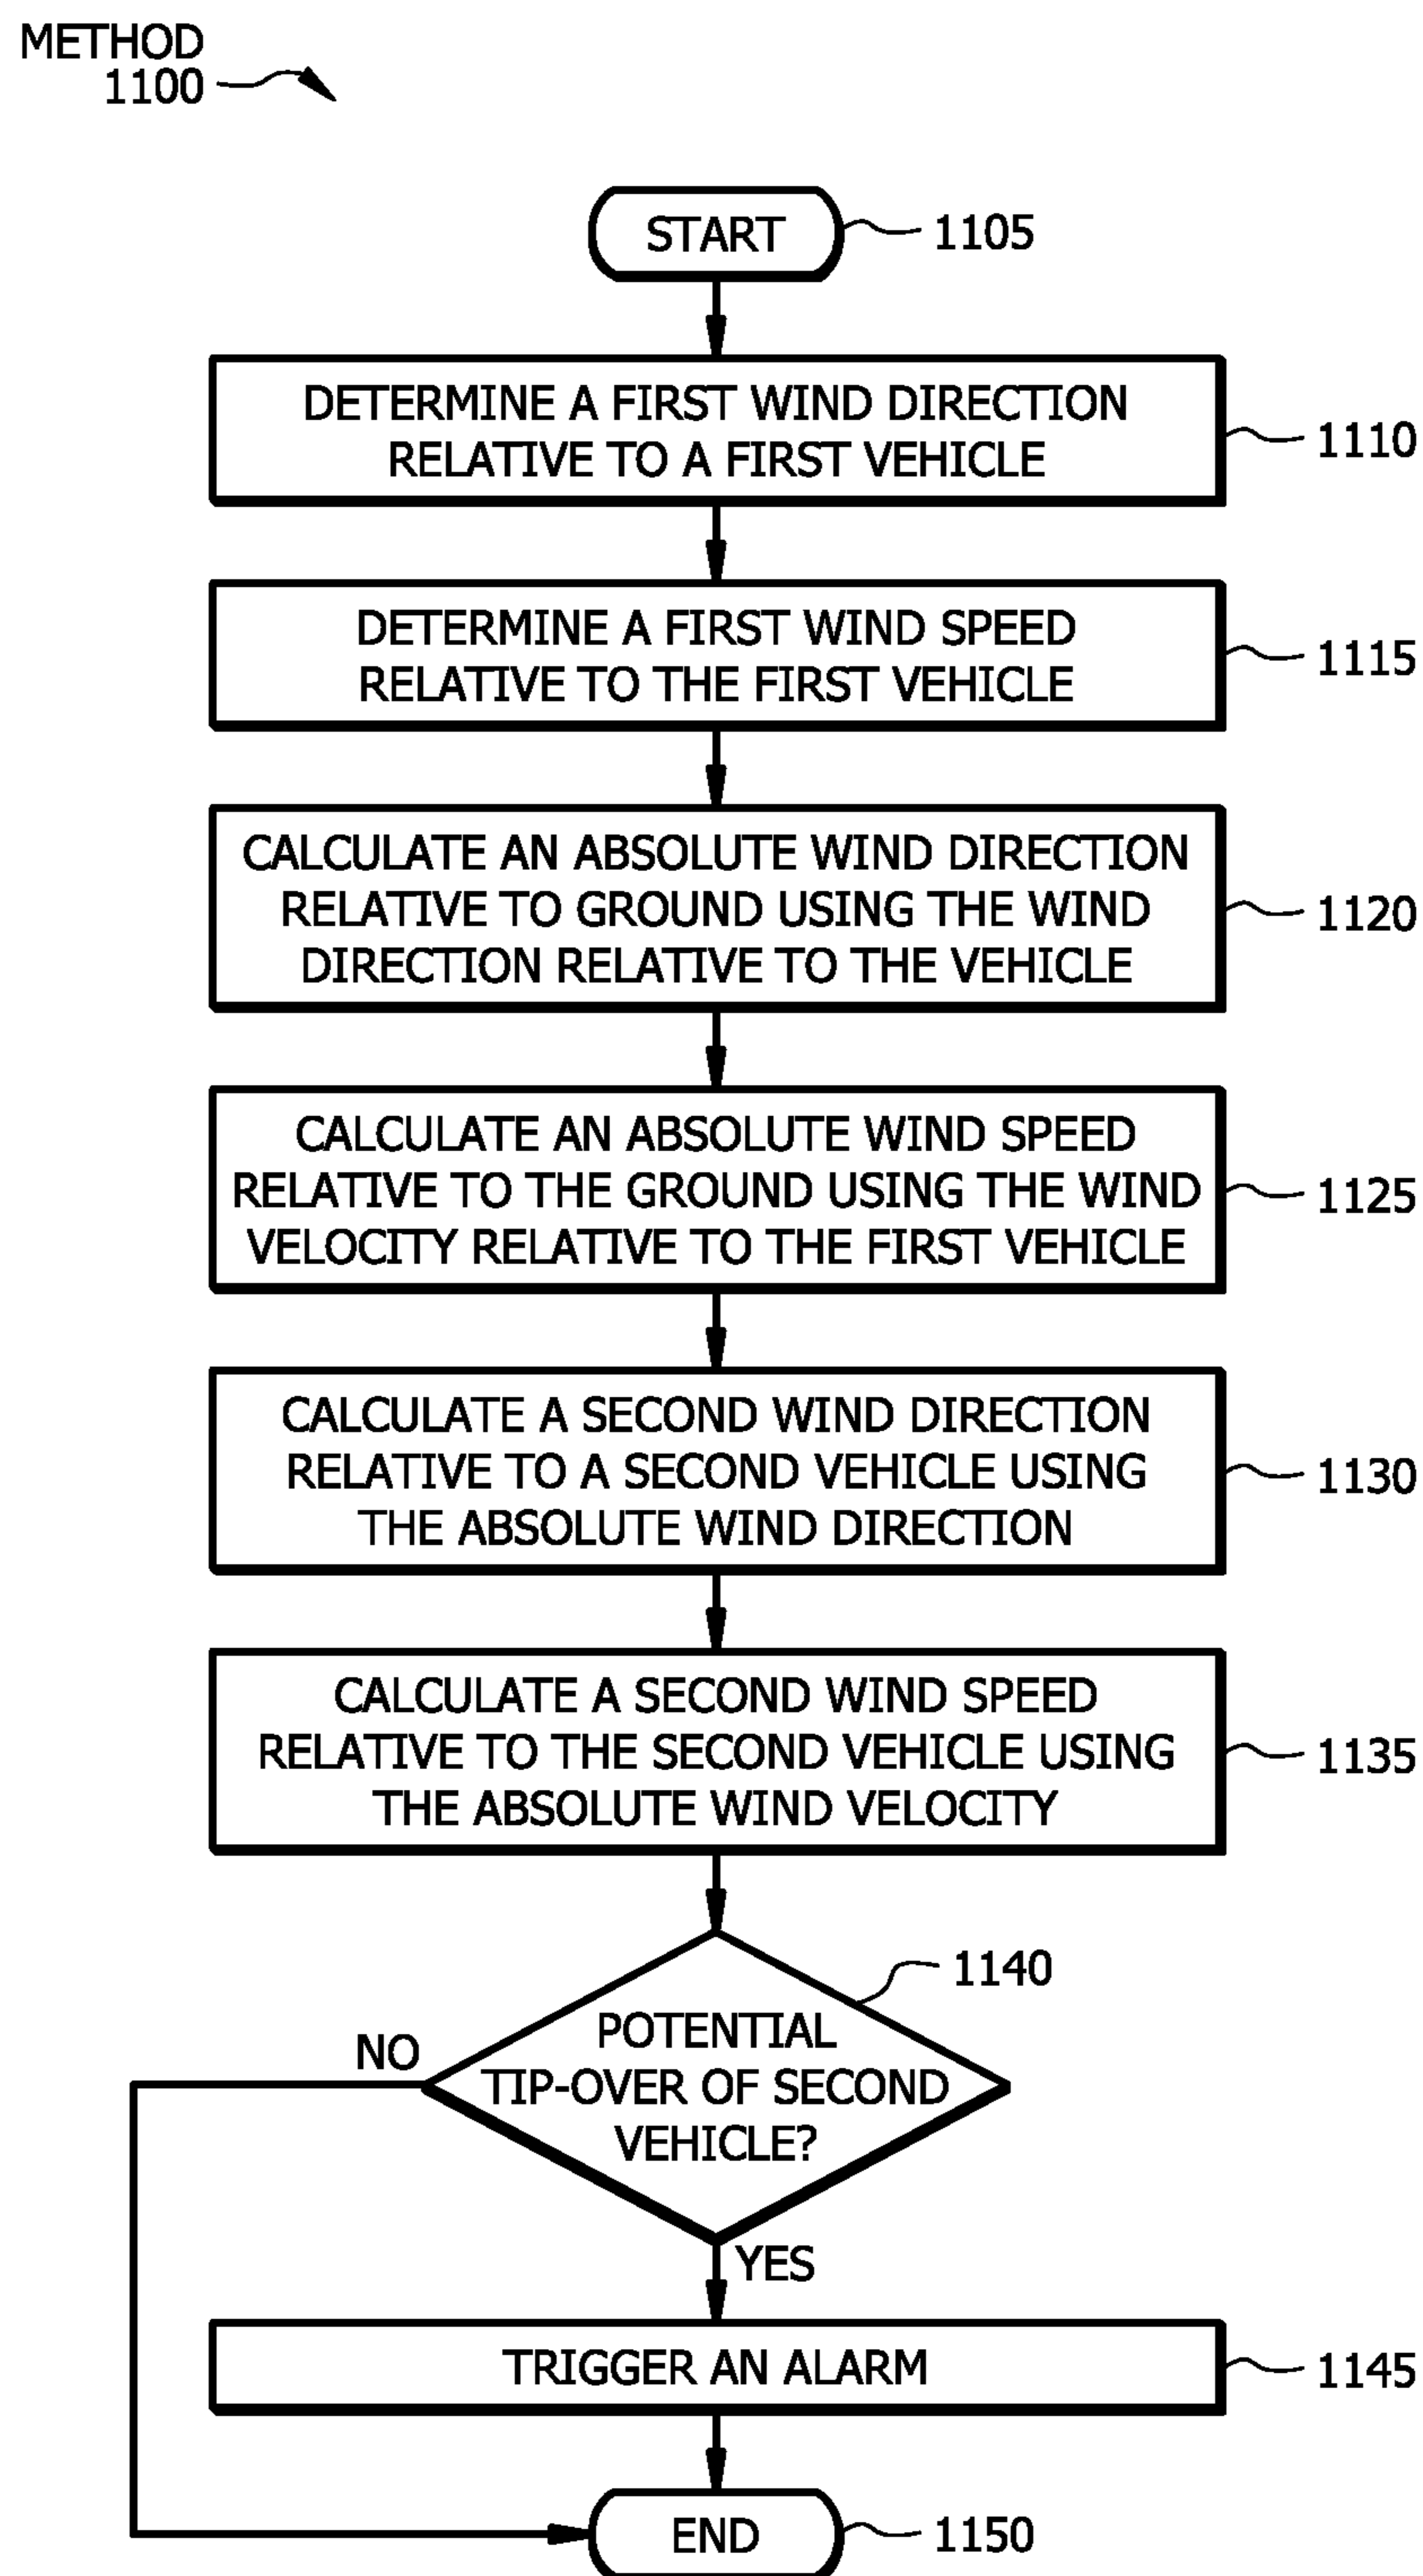 METHOD
1100
START
1105
DETERMINE A FIRST WIND DIRECTION
RELATIVE TO A FIRST VEHICLE
1110
DETERMINE A FIRST WIND SPEED
RELATIVE TO THE FIRST VEHICLE
1115
CALCULATE AN ABSOLUTE WIND DIRECTION
RELATIVE TO GROUND USING THE WIND
DIRECTION RELATIVE TO THE VEHICLE
1120
CALCULATE AN ABSOLUTE WIND SPEED
RELATIVE TO THE GROUND USING THE WIND
VELOCITY RELATIVE TO THE FIRST VEHICLE
1125
CALCULATE A SECOND WIND DIRECTION
RELATIVE TO A SECOND VEHICLE USING
THE ABSOLUTE WIND DIRECTION
1130
CALCULATE A SECOND WIND SPEED
RELATIVE TO THE SECOND VEHICLE USING
THE ABSOLUTE WIND VELOCITY
1135
1140
POTENTIAL
TIP-OVER OF SECOND
VEHICLE?
NO
YES
TRIGGER AN ALARM
1145
END
1150